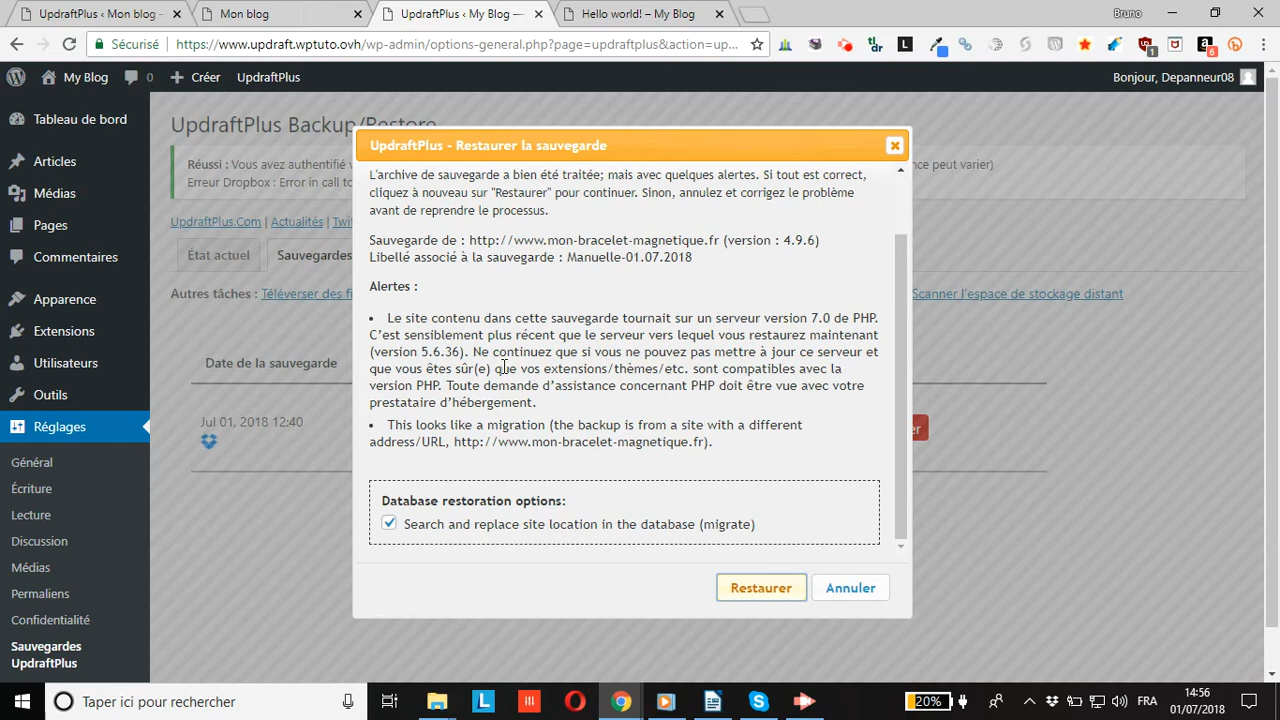 UpdraftPlus ‹ Mon blog –
Mon blog
UpdraftPlus ‹ My Blog —
Hello world! – My Blog
Bruno
Sécurisé
https://www.updraft.wptuto.ovh/wp-admin/options-general.php?page=updraftplus&action=up...
My Blog
0
Créer
UpdraftPlus
Bonjour, Depanneur08
Tableau de bord
Articles
Médias
Pages
Commentaires
Apparence
Extensions
Utilisateurs
Outils
Réglages
Général
Écriture
Lecture
Discussion
Médias
Permaliens
Confidentialité
Sauvegardes
UpdraftPlus
UpdraftPlus Backup/Restore
Réussi : Vous avez authentifié
ence peut varier)
Erreur Dropbox : Error in call to
UpdraftPlus.Com | Actualités | Twi
État actuel
Sauvegardes
Autres tâches : Téléverser des fi
Scanner l'espace de stockage distant
Date de la sauvegarde
Jul 01, 2018 12:40
er
UpdraftPlus - Restaurer la sauvegarde
L'archive de sauvegarde a bien été traitée; mais avec quelques alertes. Si tout est correct,
cliquez à nouveau sur "Restaurer" pour continuer. Sinon, annulez et corrigez le problème
avant de reprendre le processus.
Sauvegarde de : http://www.mon-bracelet-magnetique.fr (version : 4.9.6)
Libellé associé à la sauvegarde : Manuelle-01.07.2018
Alertes :
• Le site contenu dans cette sauvegarde tournait sur un serveur version 7.0 de PHP.
C’est sensiblement plus récent que le serveur vers lequel vous restaurez maintenant
(version 5.6.36). Ne continuez que si vous ne pouvez pas mettre à jour ce serveur et
que vous êtes sûr(e) que vos extensions/thèmes/etc. sont compatibles avec la
version PHP. Toute demande d’assistance concernant PHP doit être vue avec votre
prestataire d’hébergement.
• This looks like a migration (the backup is from a site with a different
address/URL, http://www.mon-bracelet-magnetique.fr).
Database restoration options:
Search and replace site location in the database (migrate)
Restaurer
Annuler
Taper ici pour rechercher
20%
FRA
14:56
01/07/2018